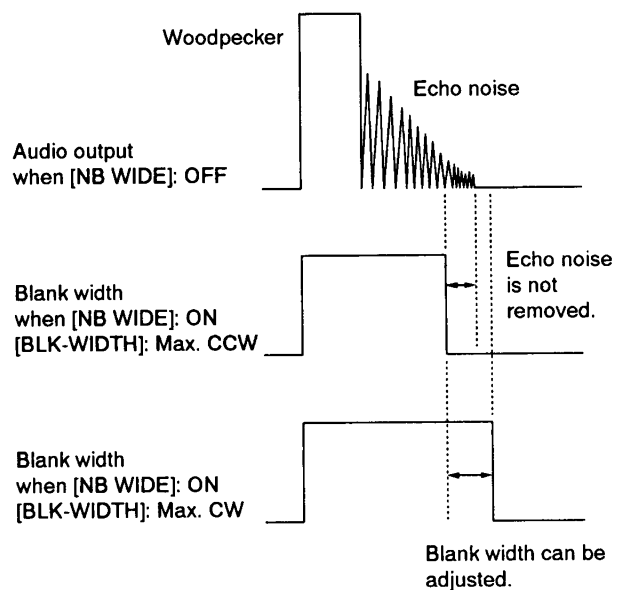 Woodpecker
Echo noise
Audio output
when [NB WIDE]: OFF
Echo noise
is not
removed.
Blank width
when [NB WIDE]: ON
[BLK-WIDTH]: Max. CCW
Blank width
when [NB WIDE]: ON
[BLK-WIDTH]: Max. CW
Blank width can be
adjusted.